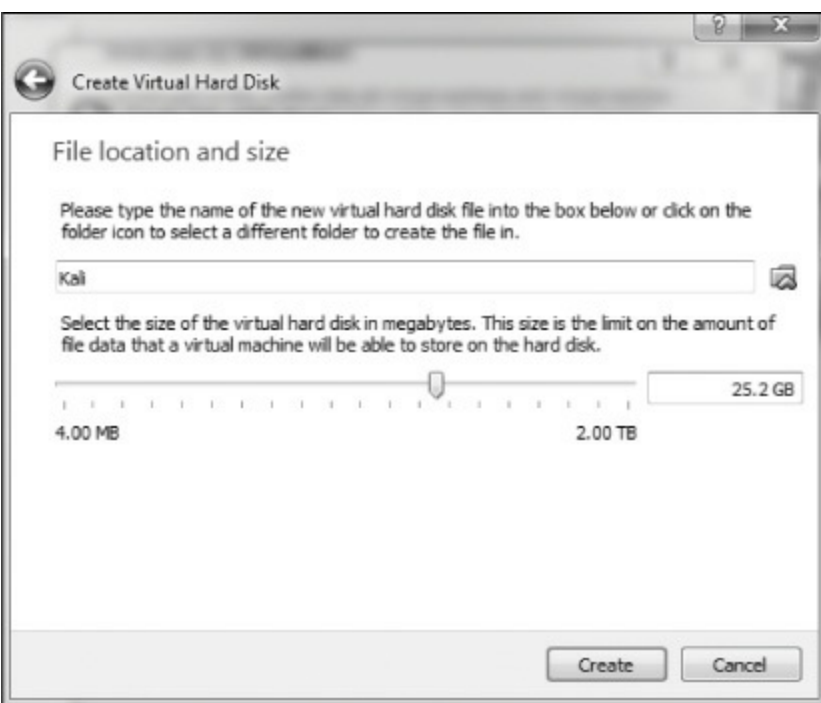 Create Virtual Hard Disk
File location and size
Please type the name of the new virtual hard disk file into the box below or click on the
folder icon to select a different folder to create the file in.
Kali
Select the size of the virtual hard disk in megabytes. This size is the limit on the amount of
file data that a virtual machine will be able to store on the hard disk.
25.2 GB
4.00 MB 2.00 TB
Create Cancel